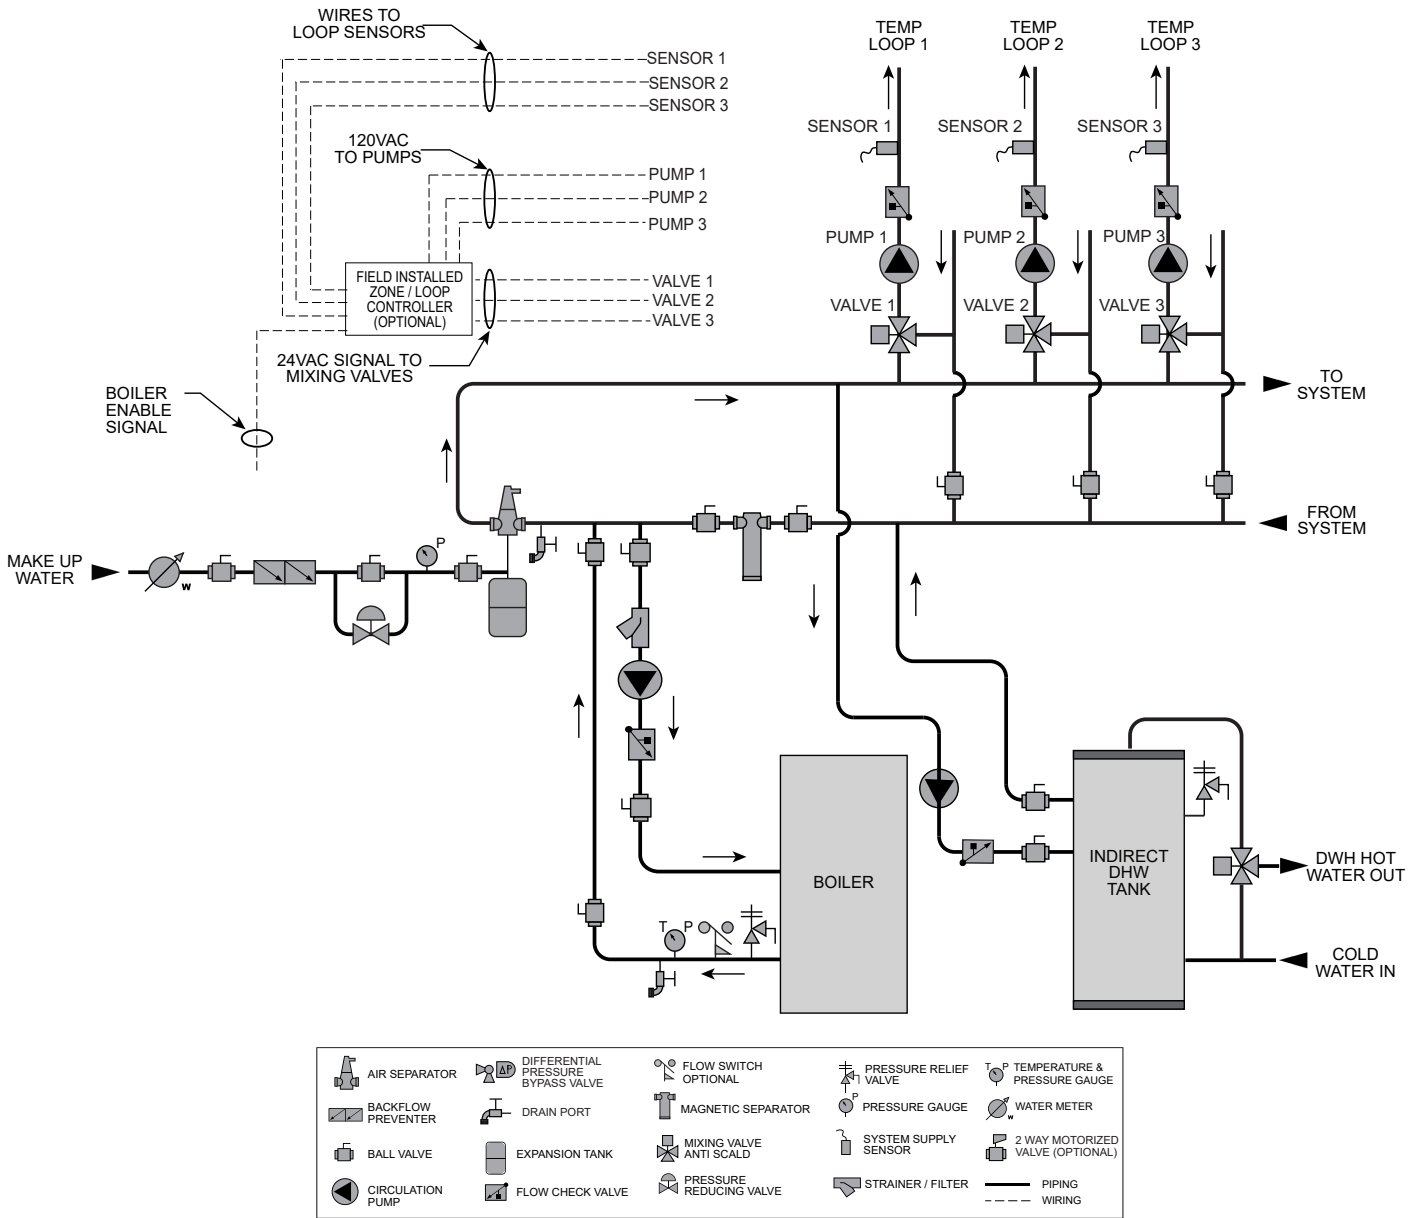 WIRES TO
LOOP SENSORS
SENSOR 1
SENSOR 2
SENSOR 3
120VAC
TO PUMPS
PUMP 1
PUMP 2
PUMP 3
FIELD INSTALLED
ZONE / LOOP
CONTROLLER
(OPTIONAL)
VALVE 1
VALVE 2
VALVE 3
24VAC SIGNAL TO
MIXING VALVES
BOILER
ENABLE
SIGNAL
TEMP
LOOP 1
TEMP
LOOP 2
TEMP
LOOP 3
SENSOR 1
SENSOR 2
SENSOR 3
PUMP 1
PUMP 2
PUMP 3
VALVE 1
VALVE 2
VALVE 3
TO
SYSTEM
FROM
SYSTEM
MAKE UP
WATER
w
P
T
P
BOILER
INDIRECT
DHW
TANK
DWH HOT
WATER OUT
COLD
WATER IN
AIR SEPARATOR
BACKFLOW
PREVENTER
BALL VALVE
CIRCULATION
PUMP
ΔP
DIFFERENTIAL
PRESSURE
BYPASS VALVE
DRAIN PORT
EXPANSION TANK
FLOW CHECK VALVE
FLOW SWITCH
OPTIONAL
MAGNETIC SEPARATOR
MIXING VALVE
ANTI SCALD
PRESSURE
REDUCING VALVE
PRESSURE RELIEF
VALVE
P
PRESSURE GAUGE
SYSTEM SUPPLY
SENSOR
STRAINER / FILTER
T
P
TEMPERATURE &
PRESSURE GAUGE
w
WATER METER
2 WAY MOTORIZED
VALVE (OPTIONAL)
PIPING
WIRING